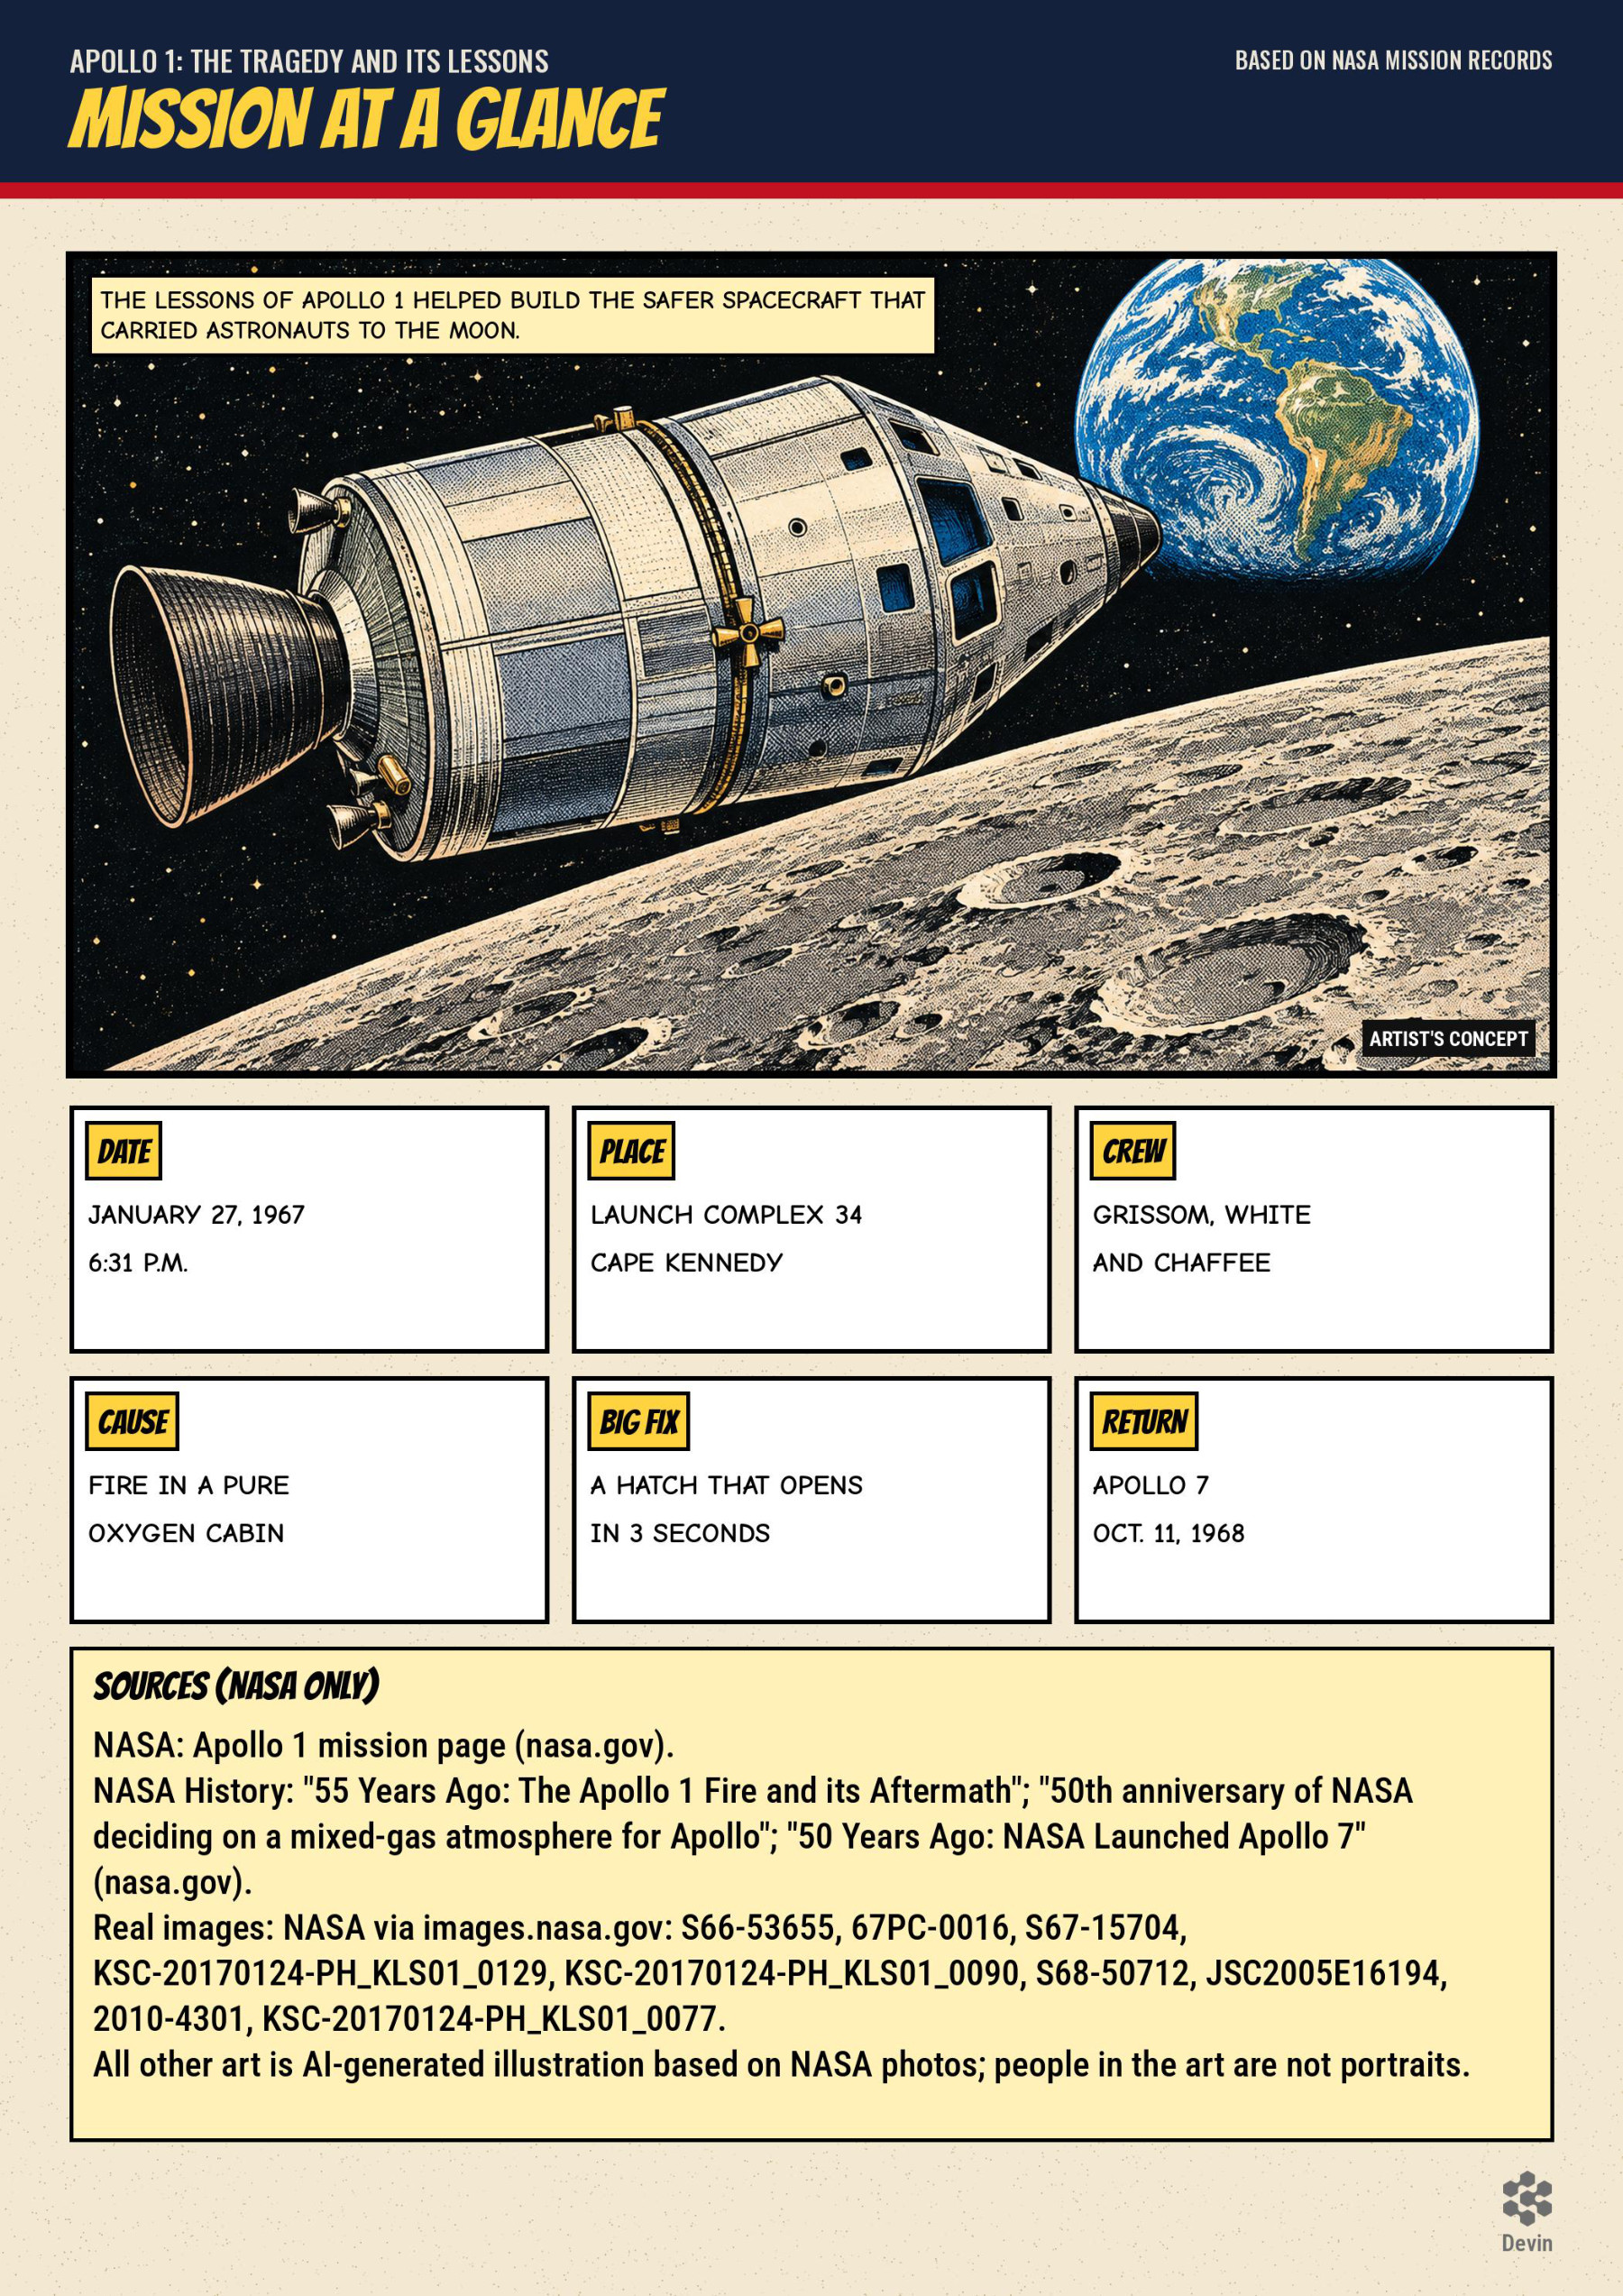 APOLLO 1: THE TRAGEDY AND ITS LESSONS
BASED ON NASA MISSION RECORDS
MISSION AT A GLANCE
THE LESSONS OF APOLLO 1 HELPED BUILD THE SAFER SPACECRAFT THAT
CARRIED ASTRONAUTS TO THE MOON.
ARTIST'S CONCEPT
DATE
JANUARY 27, 1967
6:31 P.M.
PLACE
LAUNCH COMPLEX 34
CAPE KENNEDY
CREW
GRISSOM, WHITE
AND CHAFFEE
CAUSE
FIRE IN A PURE
OXYGEN CABIN
BIG FIX
A HATCH THAT OPENS
IN 3 SECONDS
RETURN
APOLLO 7
OCT. 11, 1968
SOURCES (NASA ONLY)
NASA: Apollo 1 mission page (nasa.gov).
NASA History: "55 Years Ago: The Apollo 1 Fire and its Aftermath"; "50th anniversary of NASA
deciding on a mixed-gas atmosphere for Apollo"; "50 Years Ago: NASA Launched Apollo 7"
(nasa.gov).
Real images: NASA via images.nasa.gov: S66-53655, 67PC-0016, S67-15704,
KSC-20170124-PH_KLS01_0129, KSC-20170124-PH_KLS01_0090, S68-50712, JSC2005E16194,
2010-4301, KSC-20170124-PH_KLS01_0077.
All other art is AI-generated illustration based on NASA photos; people in the art are not portraits.
Devin